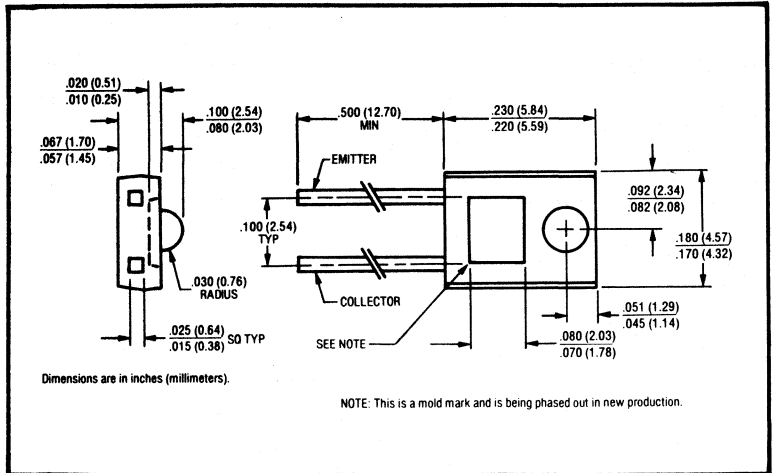 .020 (0.51)
.010 (0.25)
.100 (2.54)
.080 (2.03)
.067 (1.70)
.057 (1.45)
.030 (0.76)
RADIUS
.025 (0.64)
.015 (0.38)
SQ TYP
.500 (12.70)
MIN
.230 (5.84)
.220 (5.59)
EMITTER
.100 (2.54)
TYP
COLLECTOR
SEE NOTE
.092 (2.34)
.082 (2.08)
.180 (4.57)
.170 (4.32)
.051 (1.29)
.045 (1.14)
.080 (2.03)
.070 (1.78)
Dimensions are in inches (millimeters).
NOTE: This is a mold mark and is being phased out in new production.